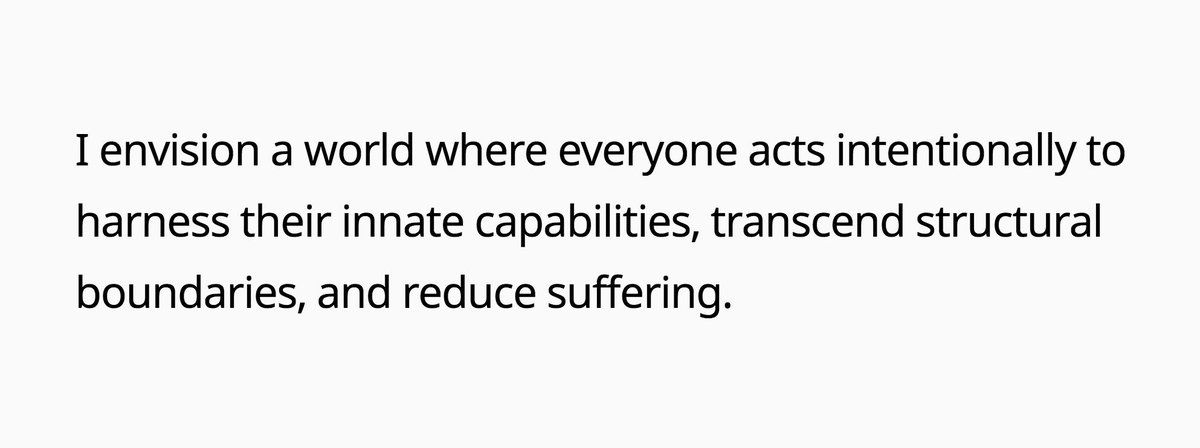 I envision a world where everyone acts intentionally to
harness their innate capabilities, transcend structural
boundaries, and reduce suffering.